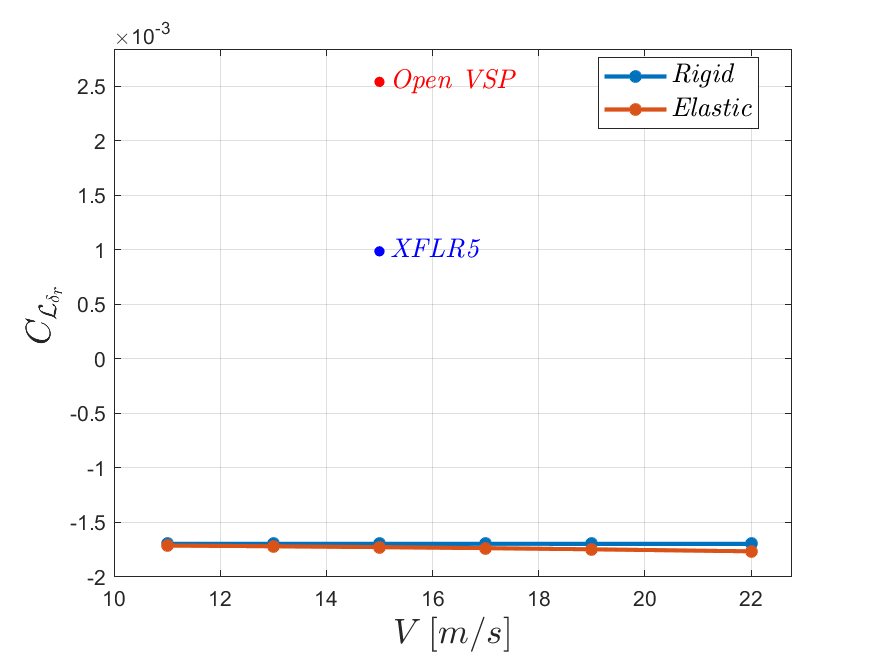 ×10⁻³
Open VSP
Rigid
Elastic
2.5
2
1.5
1
XFLR5
0.5
0
-0.5
-1
-1.5
-2
C_{ℒ_{δ_r}}
10 12 14 16 18 20 22
V [m/s]